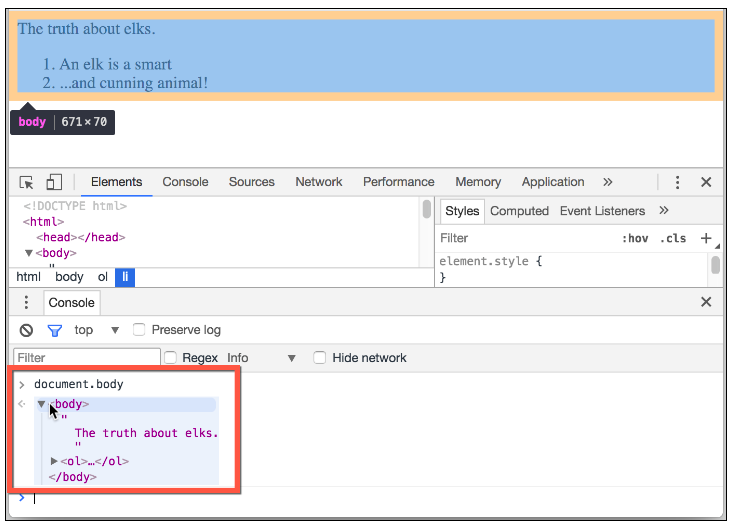 The truth about elks.
1. An elk is a smart
2. ...and cunning animal!
body 671 × 70
Elements Console Sources Network Performance Memory Application »
<!DOCTYPE html>
<html>
<head></head>
▼<body>
"
html body ol li
Styles Computed Event Listeners »
Filter :hov .cls +
element.style {
}
Console
top ▼ Preserve log
Filter Regex Info ▼ Hide network
> document.body
▼<body>
"
The truth about elks.
"
▶<ol>…</ol>
</body>
>